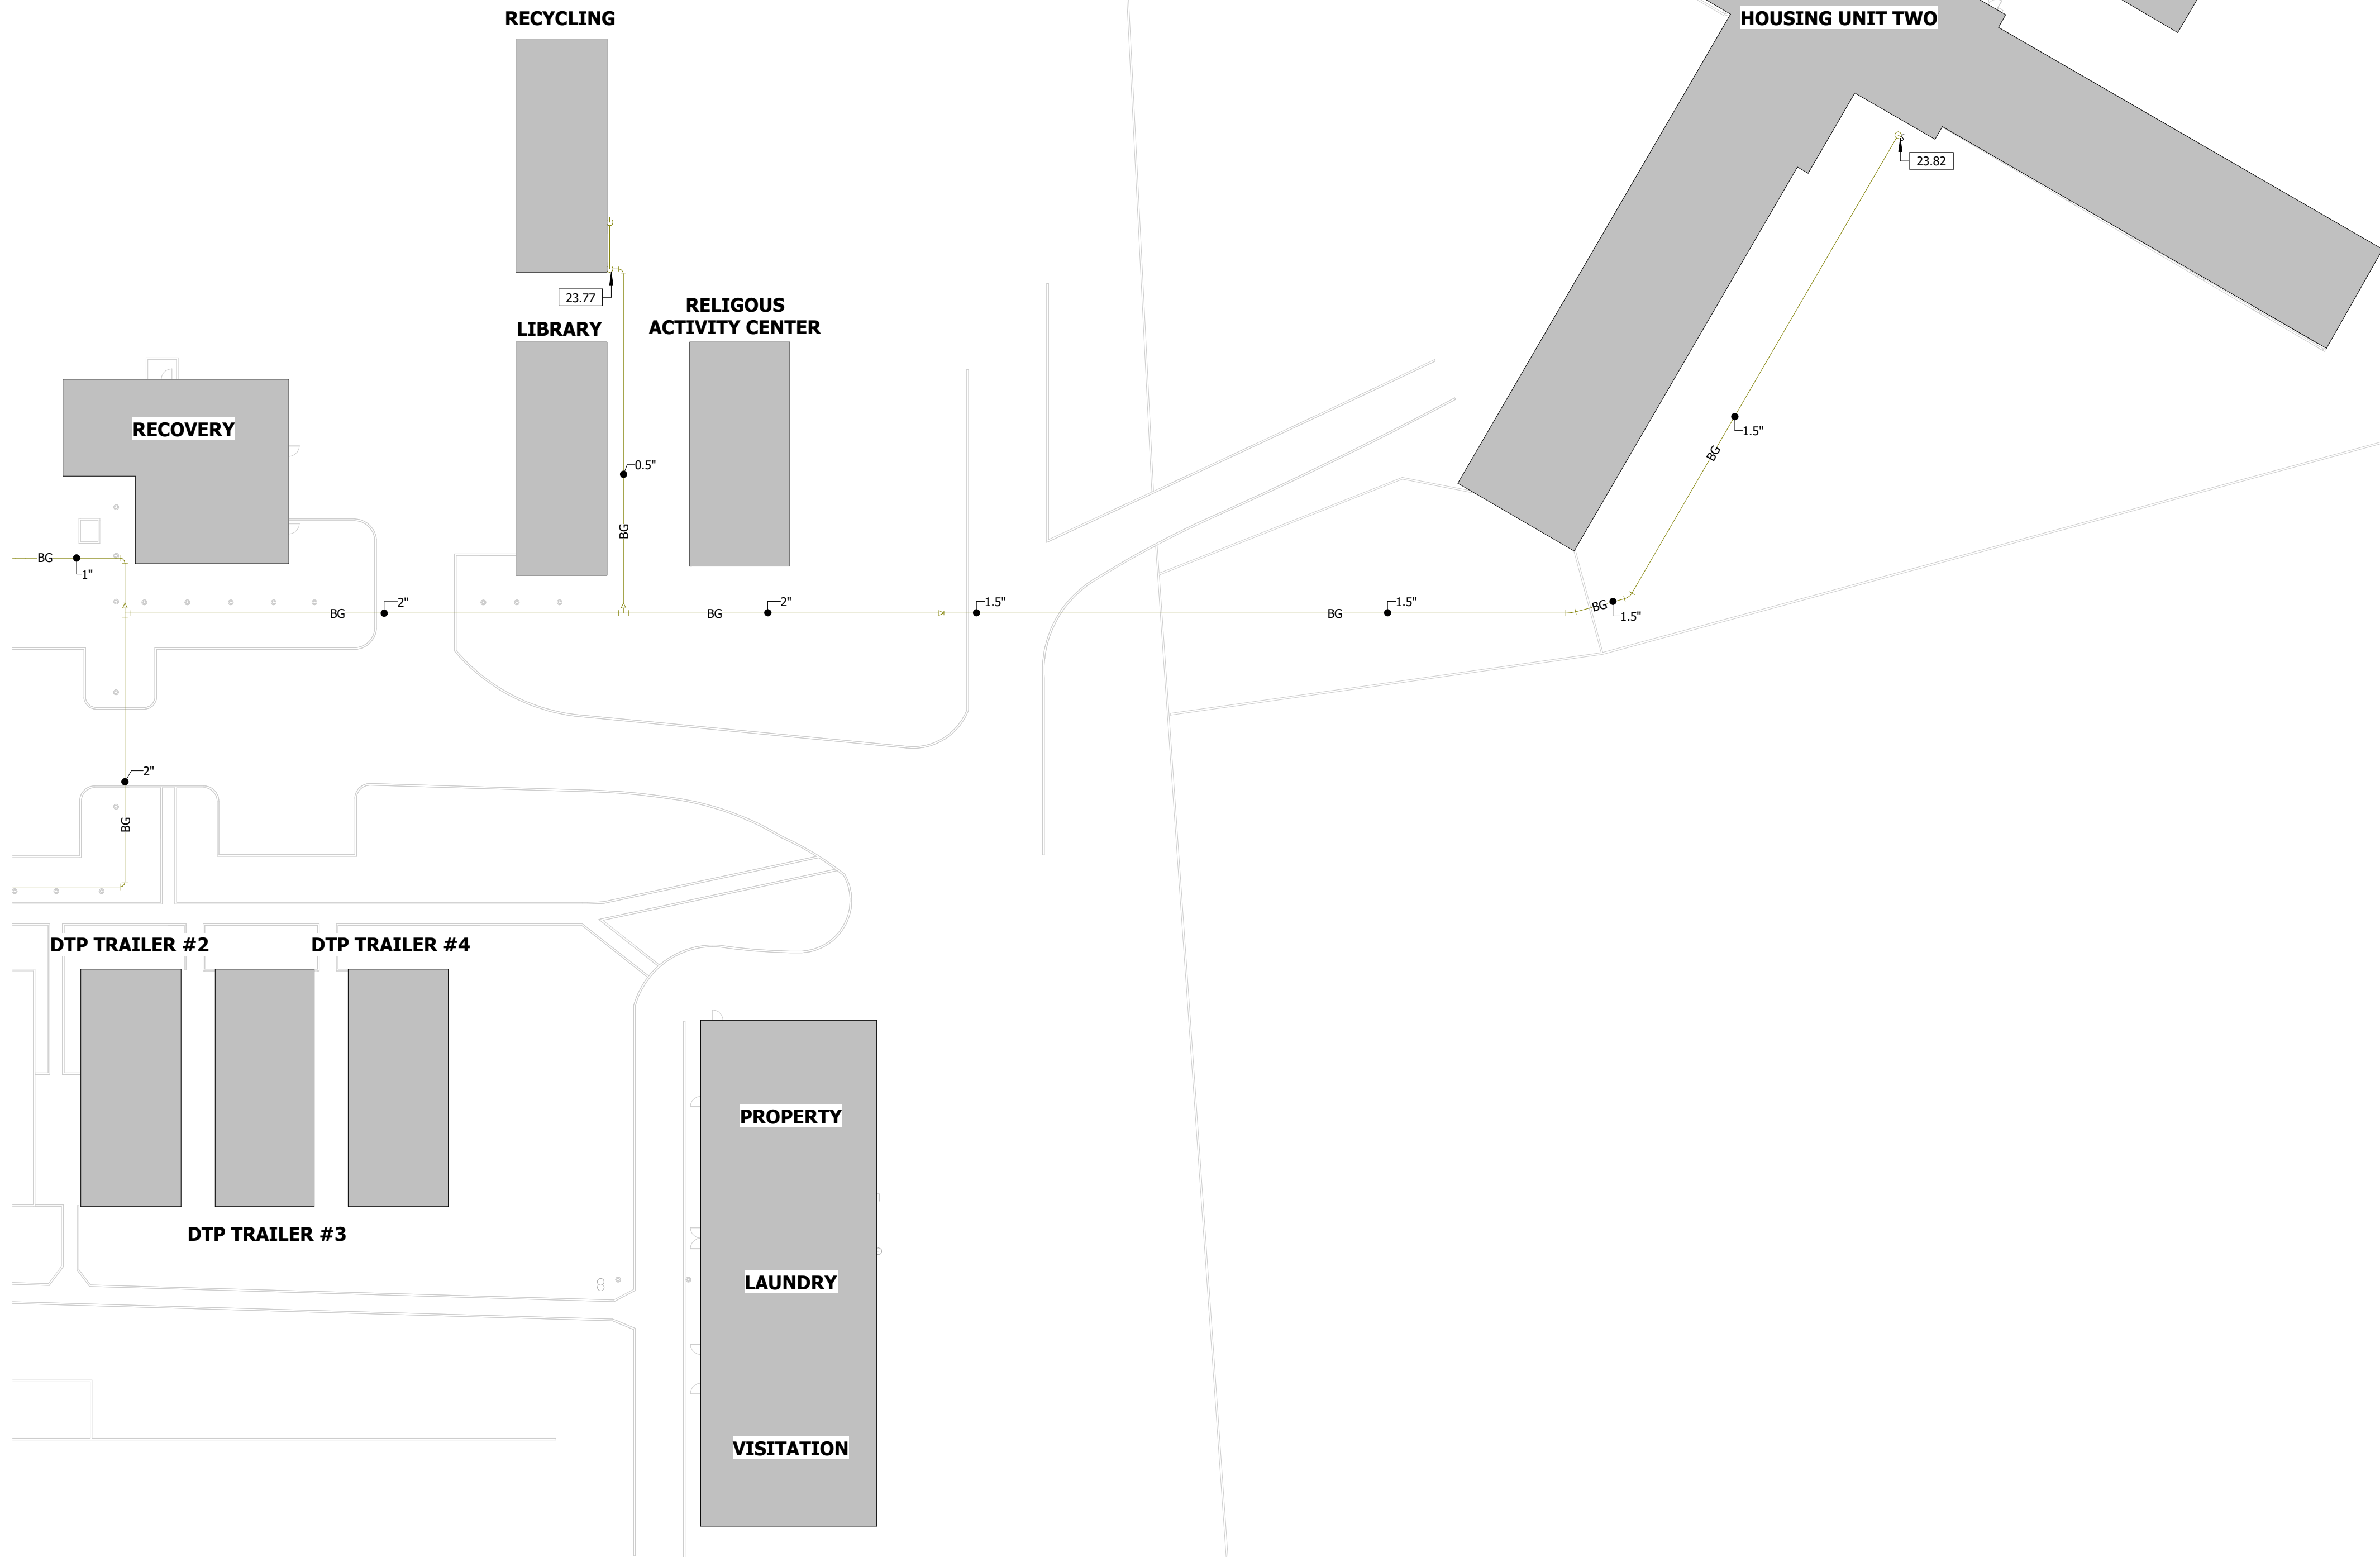 RECYCLING
HOUSING UNIT TWO
23.82
23.77
RELIGOUS
ACTIVITY CENTER
LIBRARY
RECOVERY
1.5"
BG
0.5"
BG
BG
1"
2"
BG
2"
BG
1.5"
1.5"
BG
BG
1.5"
2"
BG
DTP TRAILER #2
DTP TRAILER #4
PROPERTY
DTP TRAILER #3
LAUNDRY
VISITATION